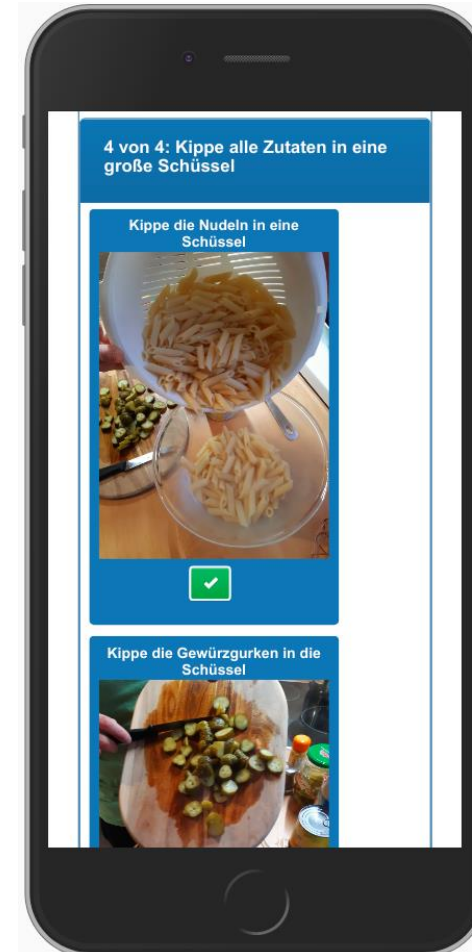 4 von 4: Kippe alle Zutaten in eine
große Schüssel
Kippe die Nudeln in eine
Schüssel
Kippe die Gewürzgurken in die
Schüssel